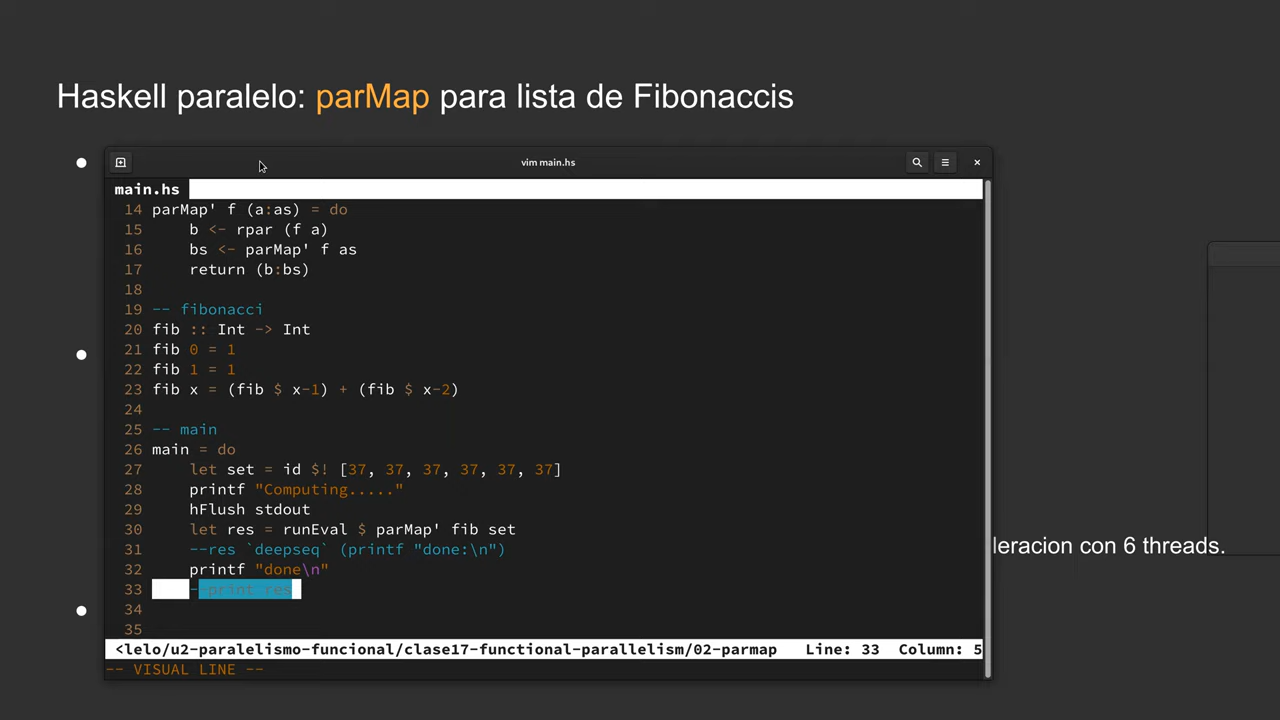 Haskell paralelo: parMap para lista de Fibonaccis
vim main.hs
main.hs
14 parMap' f (a:as) = do
15     b <- rpar (f a)
16     bs <- parMap' f as
17     return (b:bs)
18
19 -- fibonacci
20 fib :: Int -> Int
21 fib 0 = 1
22 fib 1 = 1
23 fib x = (fib $ x-1) + (fib $ x-2)
24
25 -- main
26 main = do
27     let set = id $! [37, 37, 37, 37, 37, 37]
28     printf "Computing....."
29     hFlush stdout
30     let res = runEval $ parMap' fib set
31     --res `deepseq` (printf "done:\n")
32     printf "done\n"
33     --print res
34
35
<lelo/u2-paralelismo-funcional/clase17-functional-parallelism/02-parmap   Line: 33  Column: 5
-- VISUAL LINE --
leracion con 6 threads.